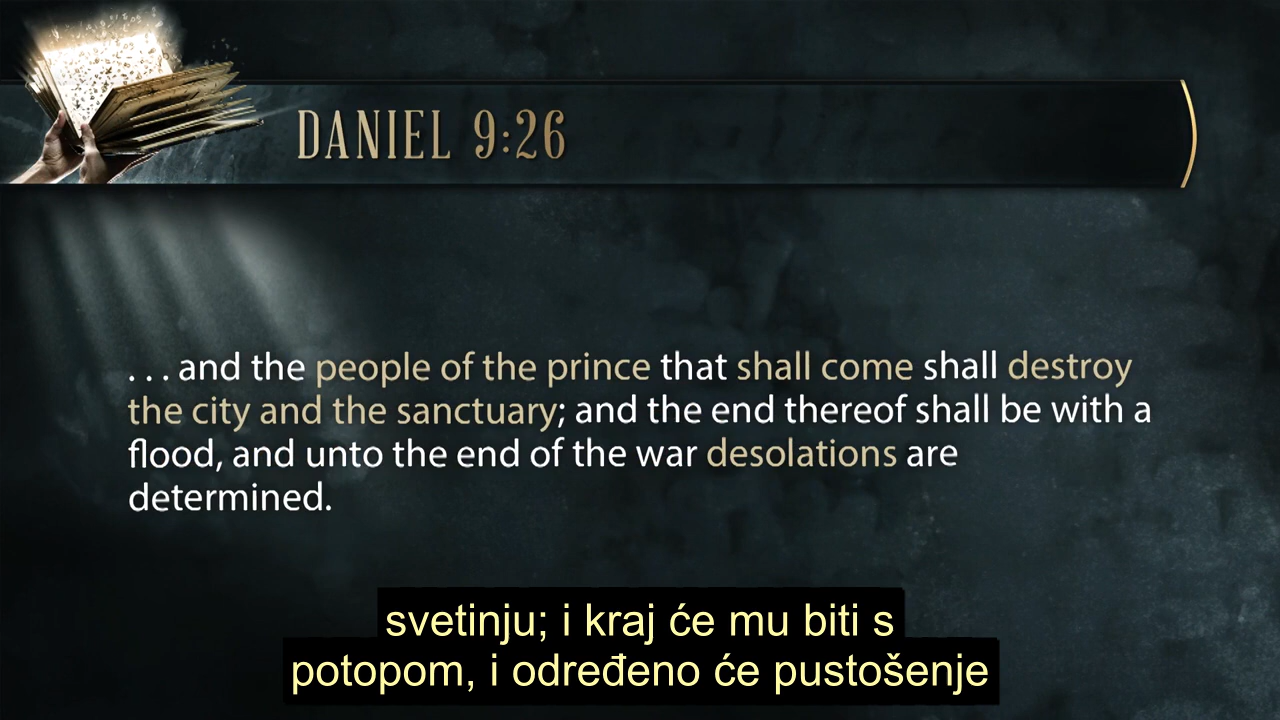 DANIEL 9:26
. . . and the people of the prince that shall come shall destroy
the city and the sanctuary; and the end thereof shall be with a
flood, and unto the end of the war desolations are
determined.
svetinju; i kraj će mu biti s
potopom, i određeno će pustošenje